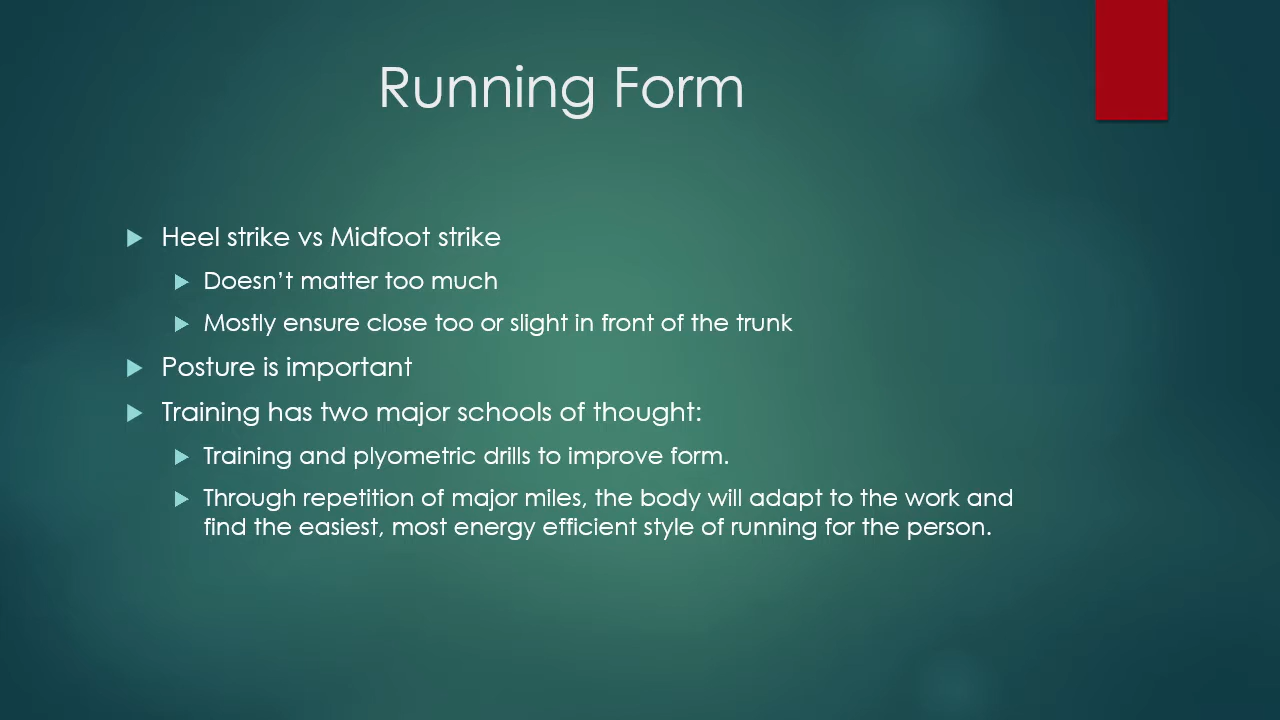 Running Form
Heel strike vs Midfoot strike
Doesn't matter too much
Mostly ensure close too or slight in front of the trunk
Posture is important
Training has two major schools of thought:
Training and plyometric drills to improve form.
Through repetition of major miles, the body will adapt to the work and
find the easiest, most energy efficient style of running for the person.